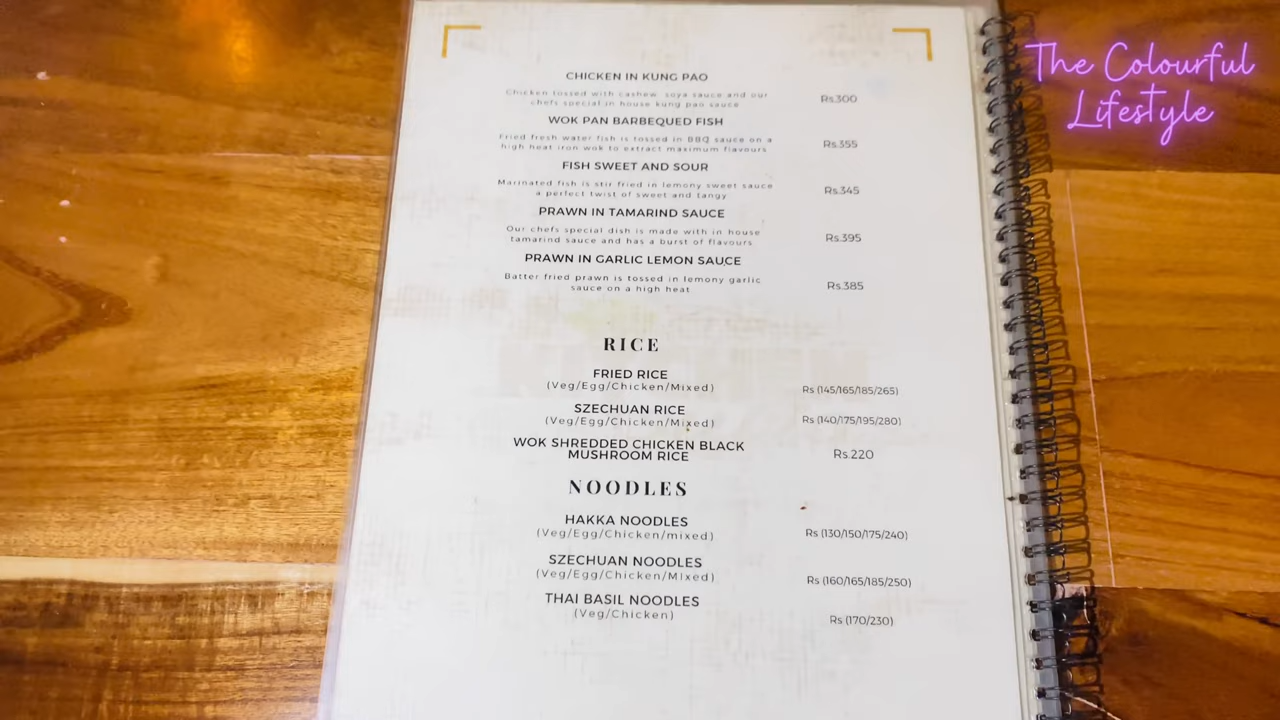 The Colourful
Lifestyle
CHICKEN IN KUNG PAO
Chicken tossed with cashew soya sauce and our
chefs special in house kung pao sauce
Rs.300
WOK PAN BARBEQUED FISH
Fried fresh water fish is tossed in BBQ sauce on a
high heat iron wok to extract maximum flavours
Rs.355
FISH SWEET AND SOUR
Marinated fish is stir fried in lemony sweet sauce
a perfect twist of sweet and tangy
Rs.345
PRAWN IN TAMARIND SAUCE
Our chefs special dish is made with in house
tamarind sauce and has a burst of flavours
Rs.395
PRAWN IN GARLIC LEMON SAUCE
Batter fried prawn is tossed in lemony garlic
sauce on a high heat
Rs.385
RICE
FRIED RICE
(Veg/Egg/Chicken/Mixed)
Rs (145/165/185/265)
SZECHUAN RICE
(Veg/Egg/Chicken/Mixed)
Rs (140/175/195/280)
WOK SHREDDED CHICKEN BLACK
MUSHROOM RICE
Rs.220
NOODLES
HAKKA NOODLES
(Veg/Egg/Chicken/mixed)
Rs (130/150/175/240)
SZECHUAN NOODLES
(Veg/Egg/Chicken/MIxed)
Rs (160/165/185/250)
THAI BASIL NOODLES
(Veg/Chicken)
Rs (170/230)